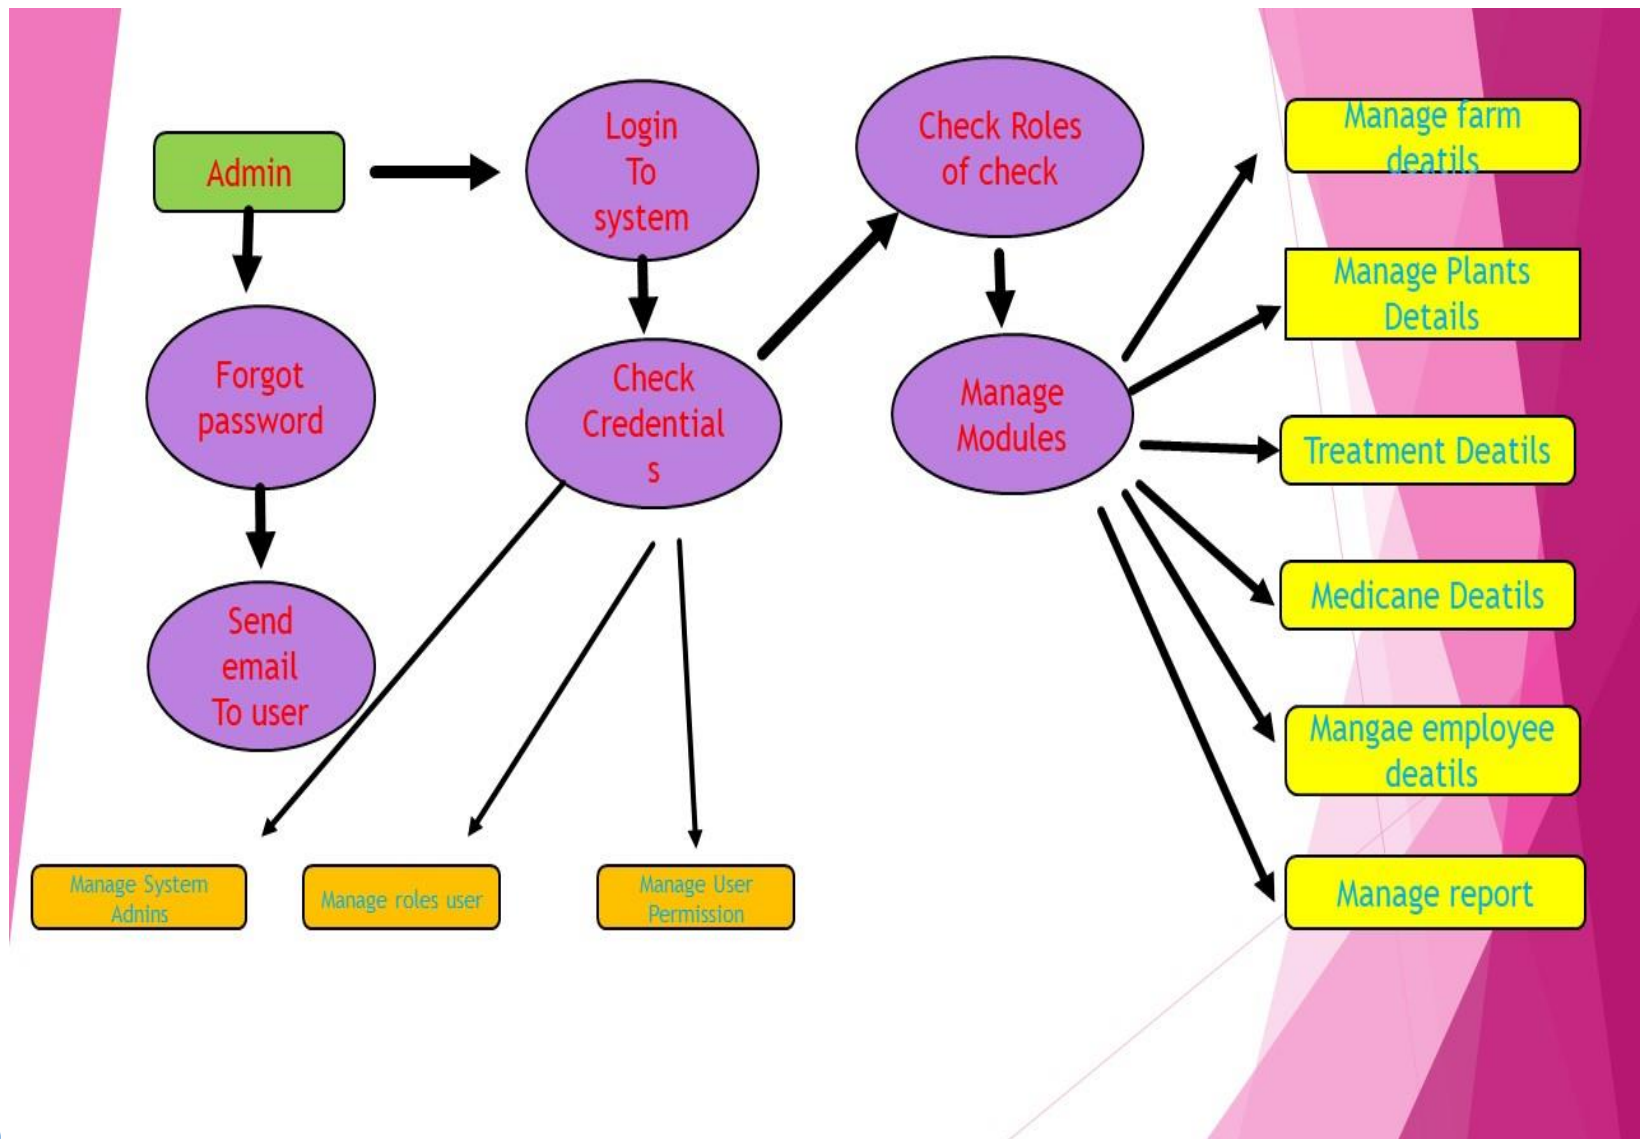 Admin
Login
To
system
Check Roles
of check
Manage farm
deatils
Manage Plants
Details
Forgot
password
Check
Credential
s
Manage
Modules
Treatment Deatils
Send
email
To user
Medicane Deatils
Mangae employee
deatils
Manage System
Adnins
Manage roles user
Manage User
Permission
Manage report